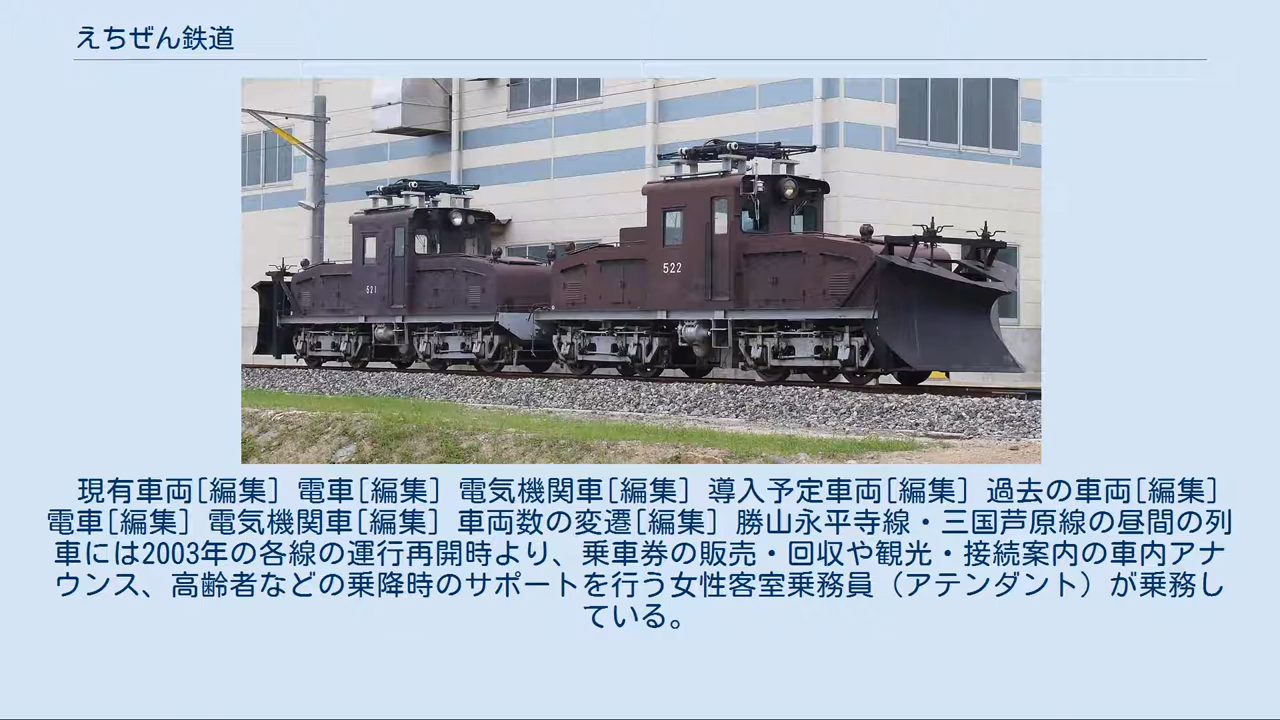 えちぜん鉄道
521
522
現有車両[編集] 電車[編集] 電気機関車[編集] 導入予定車両[編集] 過去の車両[編集]
電車[編集] 電気機関車[編集] 車両数の変遷[編集] 勝山永平寺線・三国芦原線の昼間の列
車には2003年の各線の運行再開時より、乗車券の販売・回収や観光・接続案内の車内アナ
ウンス、高齢者などの乗降時のサポートを行う女性客室乗務員（アテンダント）が乗務し
ている。